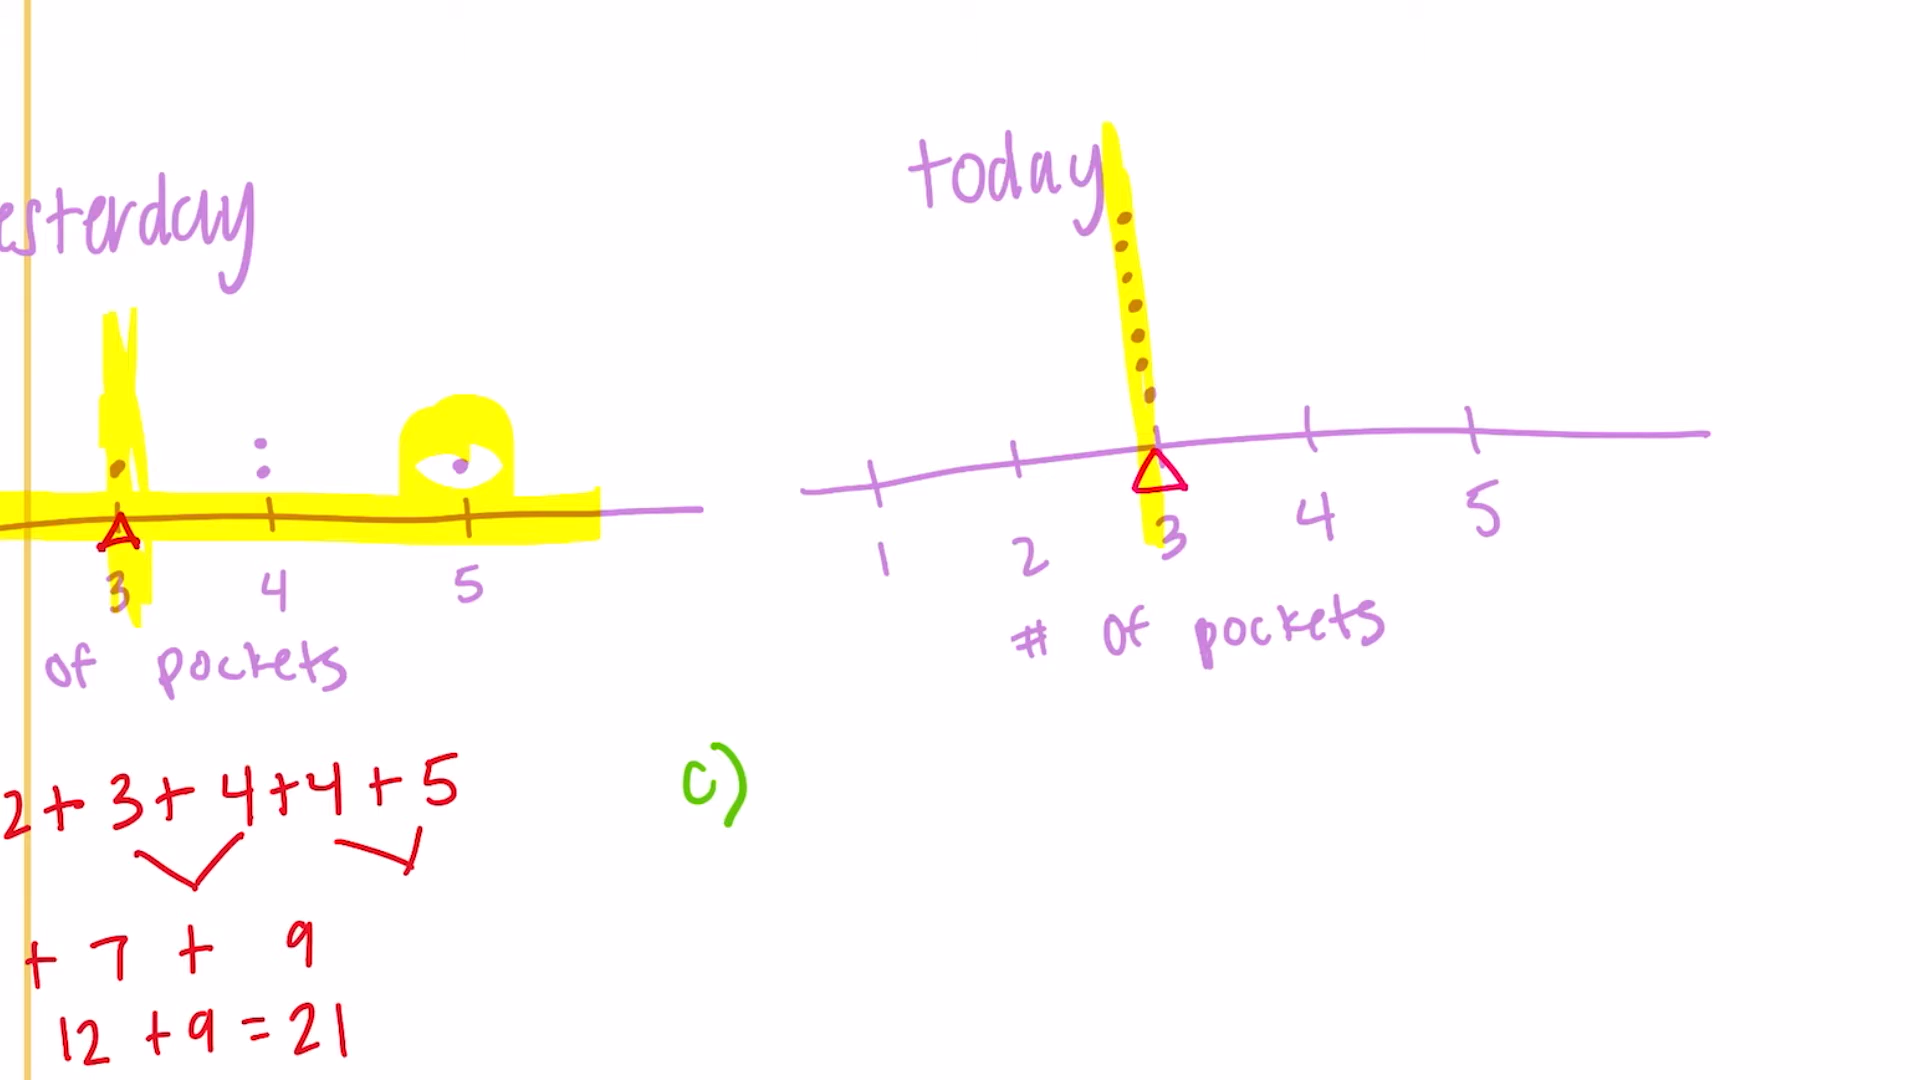 today
esterday
1 2 3 4 5
3 4 5
# of pockets
of pockets
2 + 3 + 4 + 4 + 5
c)
+ 7 + 9
12 + 9 = 21